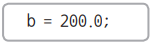 b = 200.0;